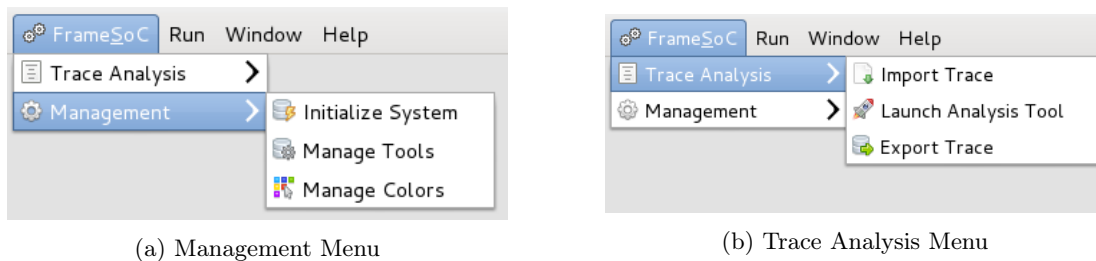 FrameSoC Run Window Help
Trace Analysis
Management
Initialize System
Manage Tools
Manage Colors
(a) Management Menu
FrameSoC Run Window Help
Trace Analysis
Management
Import Trace
Launch Analysis Tool
Export Trace
(b) Trace Analysis Menu